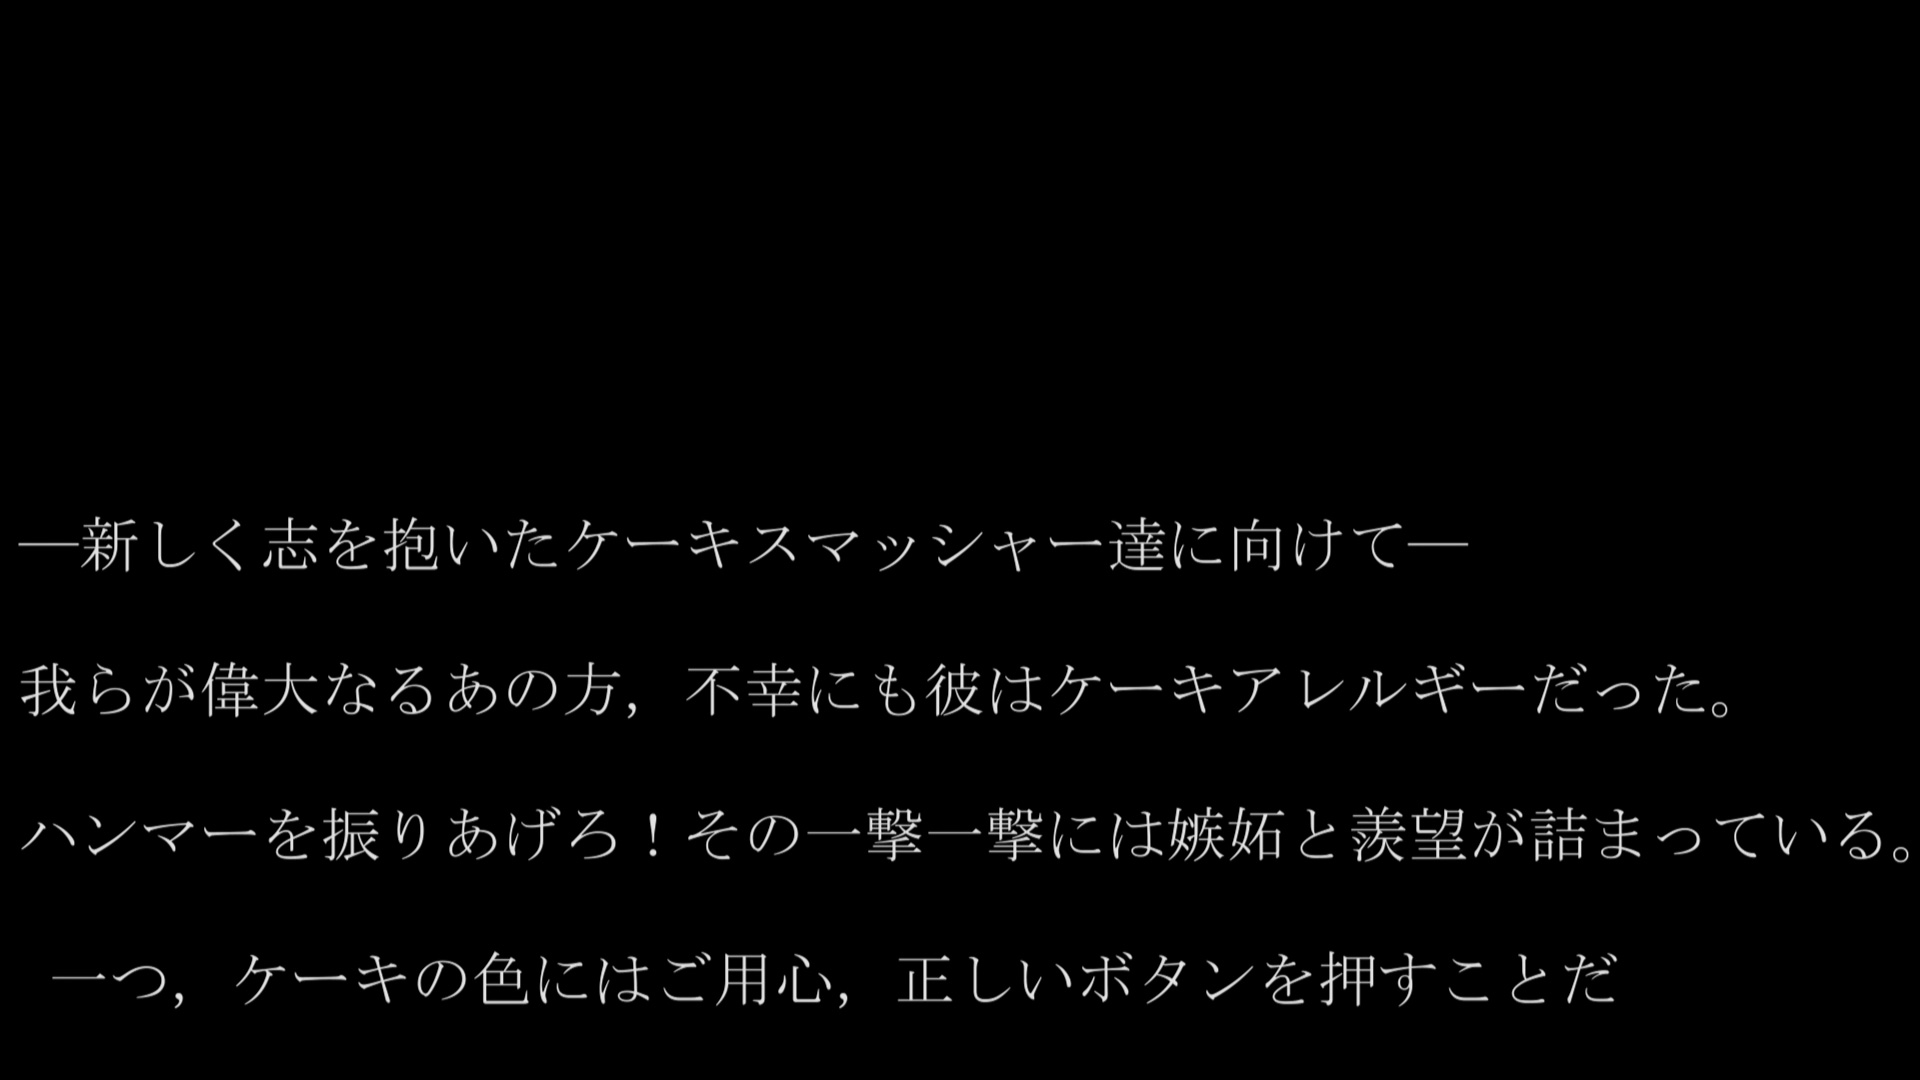 ―新しく志を抱いたケーキスマッシャー達に向けて―
我らが偉大なるあの方，不幸にも彼はケーキアレルギーだった。
ハンマーを振りあげろ！その一撃一撃には嫉妬と羨望が詰まっている。
一つ，ケーキの色にはご用心，正しいボタンを押すことだ